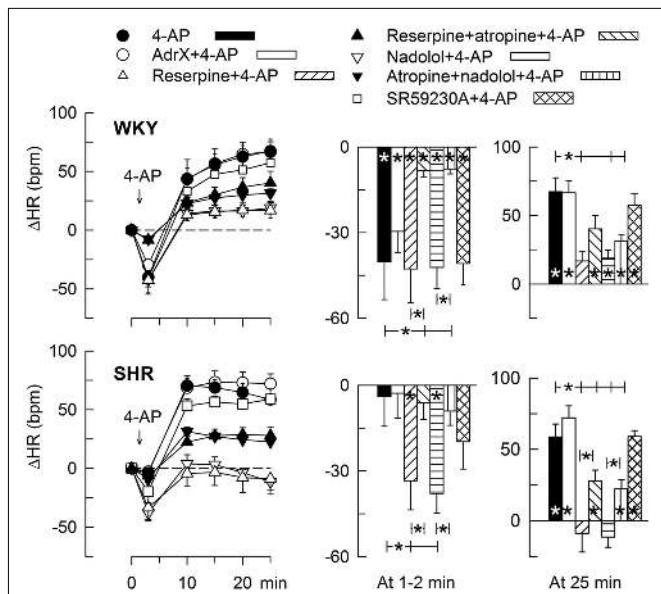 4-AP
AdrX+4-AP
Reserpine+4-AP
Reserpine+atropine+4-AP
Nadolol+4-AP
Atropine+nadolol+4-AP
SR59230A+4-AP
WKY
ΔHR (bpm)
100
50
0
-50
4-AP
0
-30
-60
* * * * * * *
*
*
*
100
50
0
*
* * * * * * *
SHR
ΔHR (bpm)
100
75
50
25
0
-25
-50
4-AP
0 10 20 min
0
-30
-60
* *
* *
*
At 1-2 min
100
50
0
*
*
*
* * * * *
At 25 min